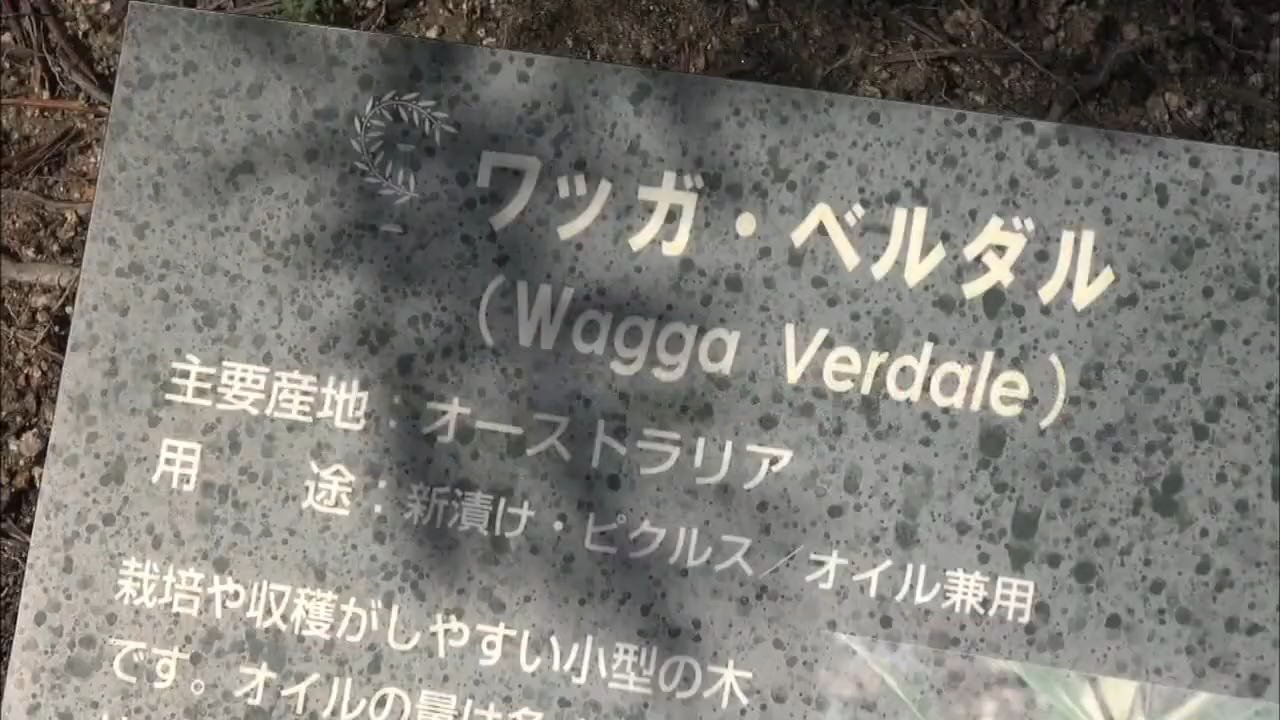 ワッガ・ベルダル
(Wagga Verdale)
主要産地:オーストラリア
用途:新漬け・ピクルス/オイル兼用
栽培や収穫がしやすい小型の木
です。オイルの量は多